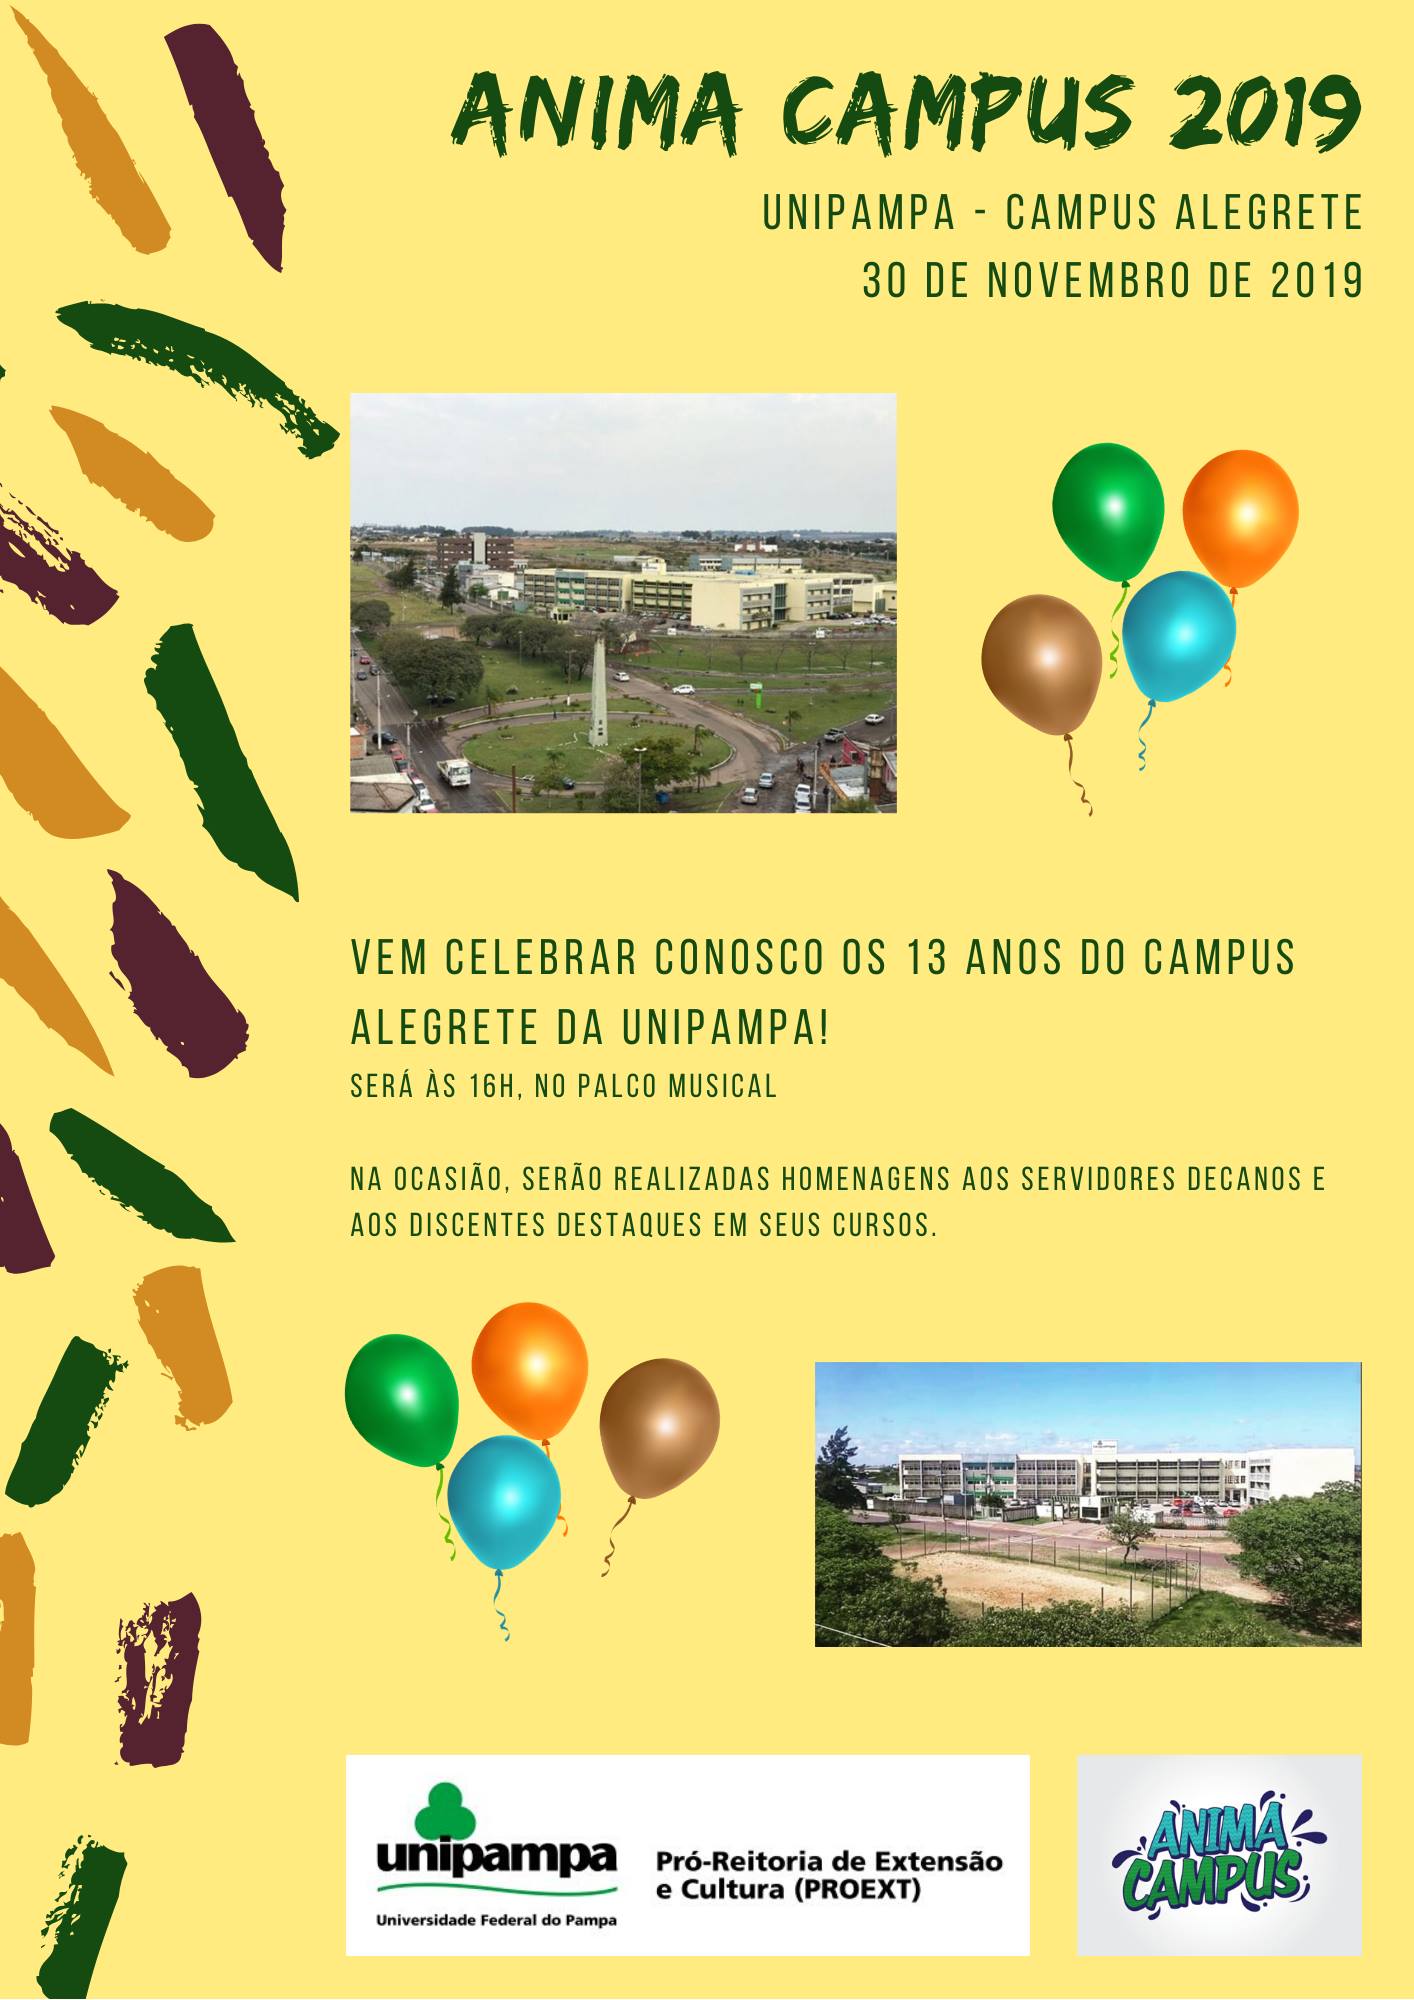 ANIMA CAMPUS 2019
UNIPAMPA - CAMPUS ALEGRETE
30 DE NOVEMBRO DE 2019
VEM CELEBRAR CONOSCO OS 13 ANOS DO CAMPUS
ALEGRETE DA UNIPAMPA!
SERÁ ÀS 16H, NO PALCO MUSICAL
NA OCASIÃO, SERÃO REALIZADAS HOMENAGENS AOS SERVIDORES DECANOS E
AOS DISCENTES DESTAQUES EM SEUS CURSOS.
unipampa
Universidade Federal do Pampa
Pró-Reitoria de Extensão
e Cultura (PROEXT)
ANIMA
CAMPUS